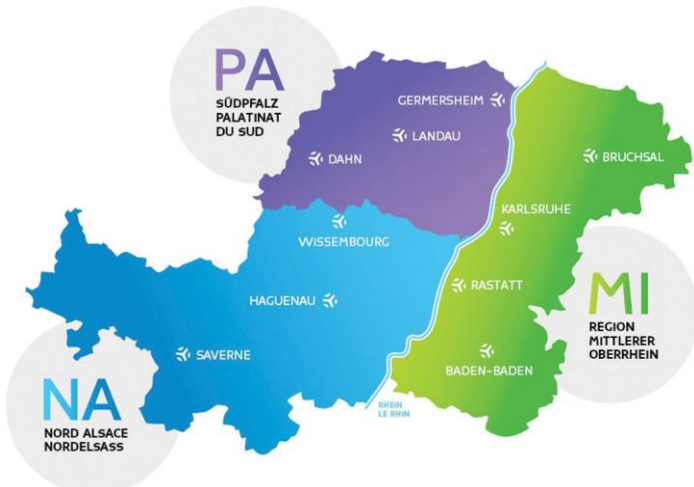 PA
SÜDPFALZ
PALATINAT
DU SUD
GERMERSHEIM
LANDAU
DAHN
BRUCHSAL
KARLSRUHE
WISSEMBOURG
RASTATT
HAGUENAU
MI
REGION
MITTLERER
OBERRHEIN
SAVERNE
BADEN-BADEN
NA
NORD ALSACE
NORDELSASS
RHEIN
LE RHIN